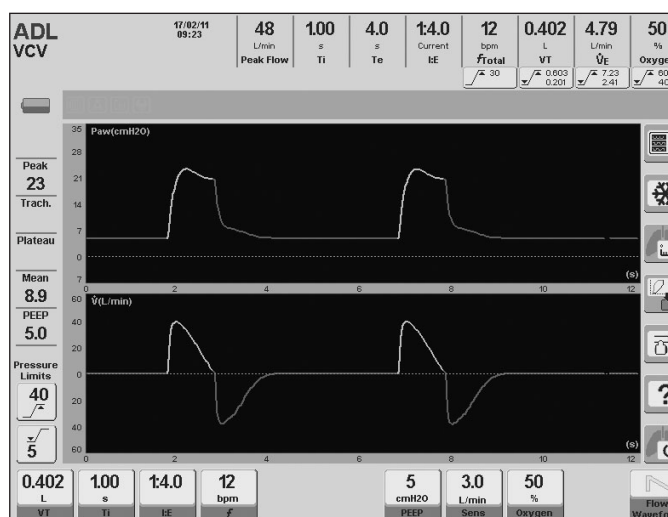 ADL
VCV
17/02/11
09:23
48
L/min
Peak Flow
1.00
s
Ti
4.0
s
Te
1:4.0
Current
I:E
12
bpm
fTotal
30
0.402
L
VT
0.603
0.201
4.79
L/min
V̇E
7.23
2.41
50
%
Oxygen
60
40
Peak
23
Trach.
Plateau
Mean
8.9
PEEP
5.0
Pressure
Limits
40
5
Paw(cmH2O)
35
28
21
14
7
0
7
(s)
0 2 4 6 8 10 12
V̇(L/min)
60
40
20
0
20
40
60
(s)
0 2 4 6 8 10 12
0.402
L
VT
1.00
s
Ti
1:4.0
I:E
12
bpm
f
5
cmH2O
PEEP
3.0
L/min
Sens
50
%
Oxygen
Flow
Wavefor
?